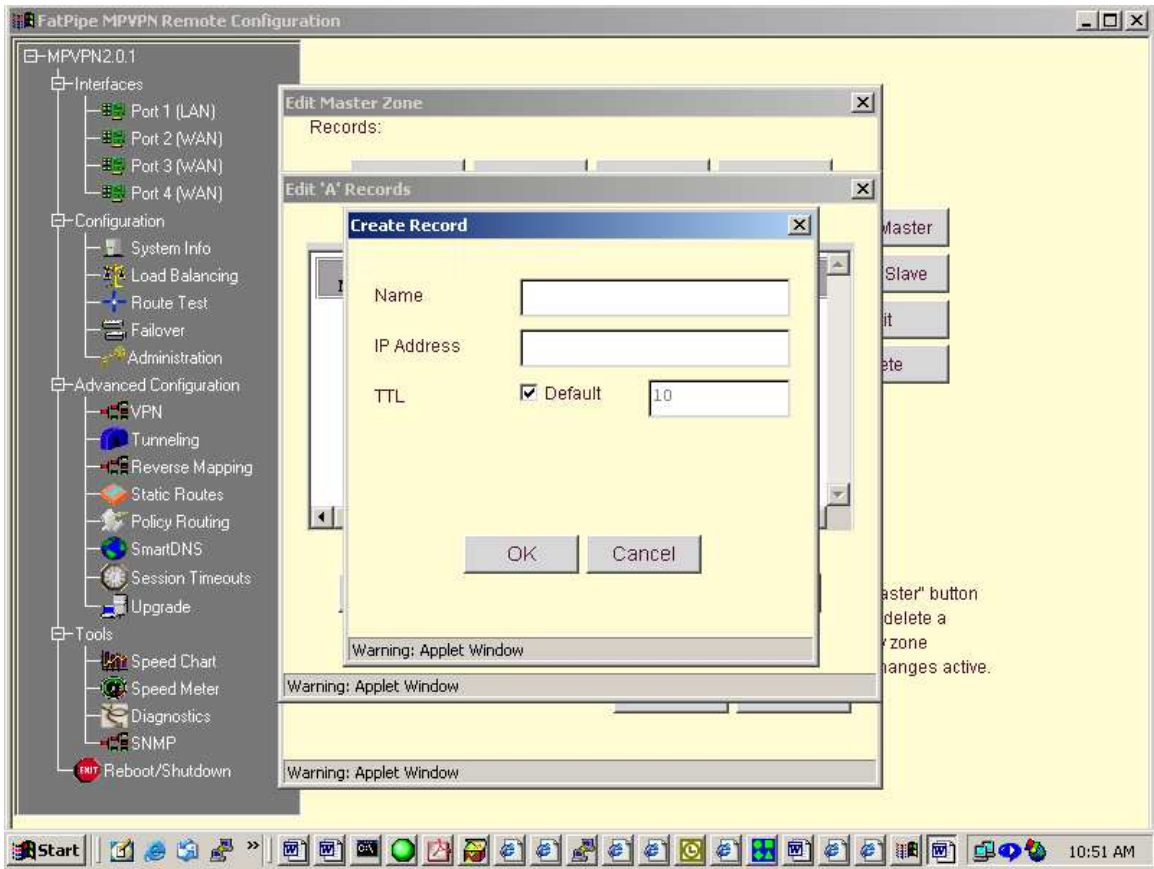 FatPipe MPVPN Remote Configuration
MPVPN2.0.1
Interfaces
Port 1 (LAN)
Port 2 (WAN)
Port 3 (WAN)
Port 4 (WAN)
Configuration
System Info
Load Balancing
Route Test
Failover
Administration
Advanced Configuration
VPN
Tunneling
Reverse Mapping
Static Routes
Policy Routing
SmartDNS
Session Timeouts
Upgrade
Tools
Speed Chart
Speed Meter
Diagnostics
SNMP
EXIT Reboot/Shutdown
Edit Master Zone
Records:
Edit 'A' Records
Create Record
Name
IP Address
TTL
Default
10
OK
Cancel
Warning: Applet Window
Warning: Applet Window
Warning: Applet Window
Master
Slave
it
ete
aster" button
delete a
zone
hanges active.
Start
»
10:51 AM